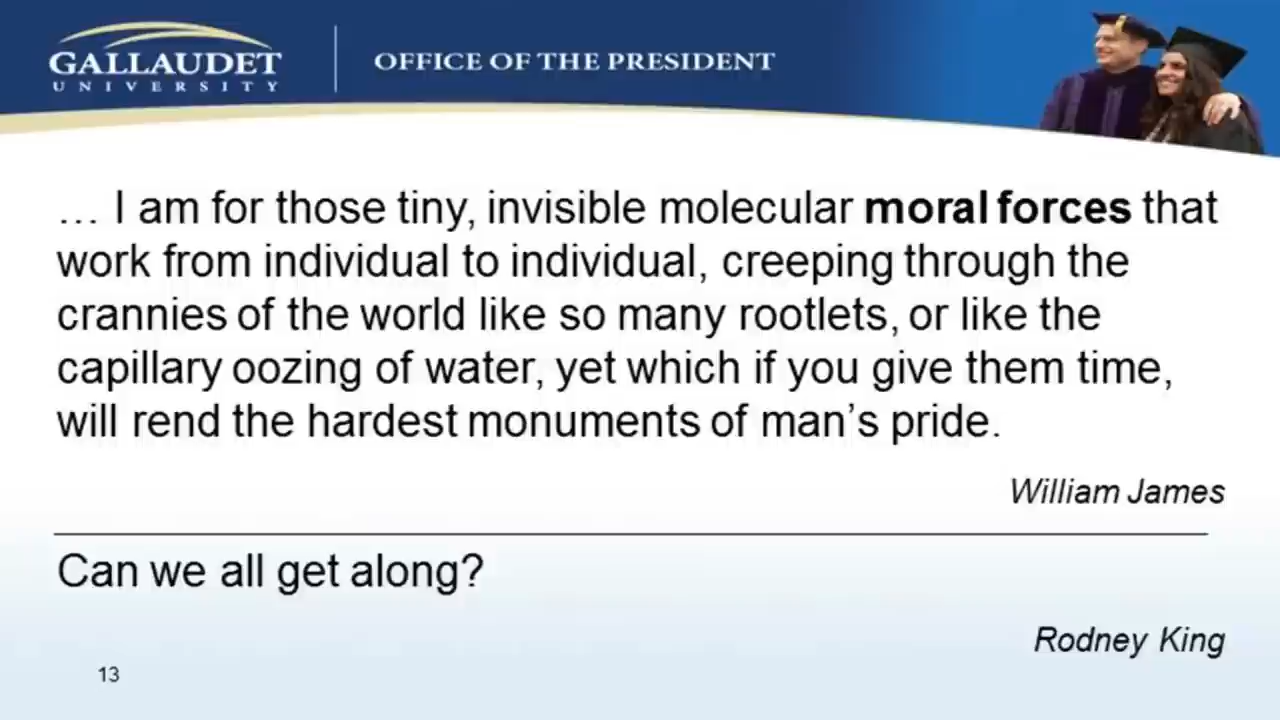 GALLAUDET
UNIVERSITY
OFFICE OF THE PRESIDENT
… I am for those tiny, invisible molecular moral forces that
work from individual to individual, creeping through the
crannies of the world like so many rootlets, or like the
capillary oozing of water, yet which if you give them time,
will rend the hardest monuments of man’s pride.
William James
Can we all get along?
Rodney King
13